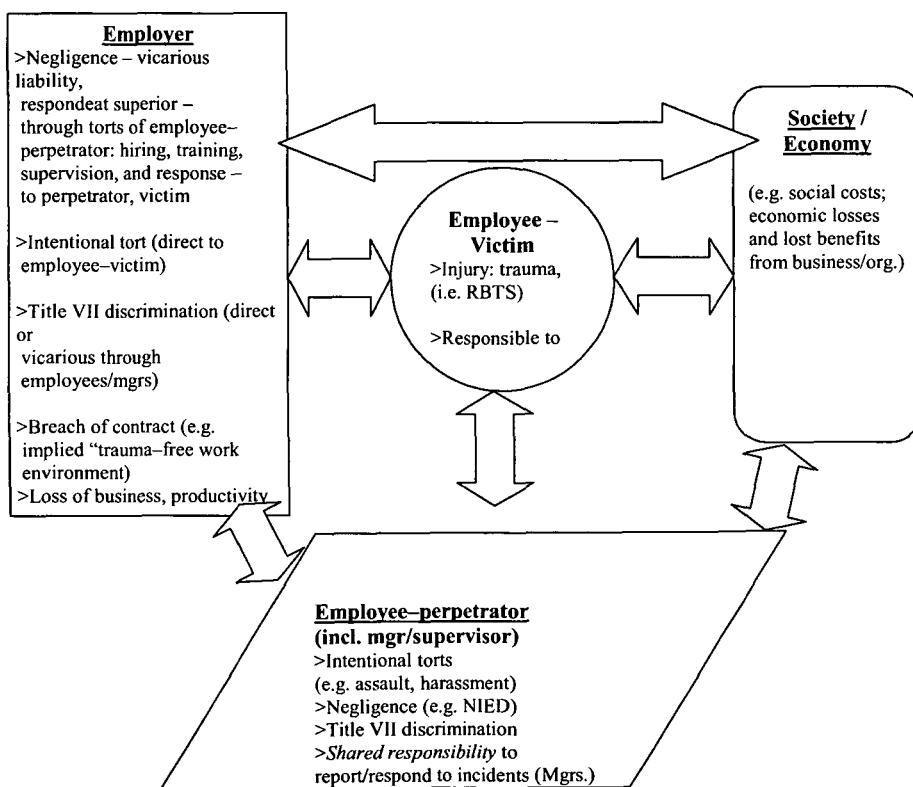 Employer
>Negligence – vicarious
liability,
respondeat superior –
through torts of employee–
perpetrator: hiring, training,
supervision, and response –
to perpetrator, victim
>Intentional tort (direct to
employee–victim)
>Title VII discrimination (direct
or
vicarious through
employees/mgrs)
>Breach of contract (e.g.
implied “trauma–free work
environment)
>Loss of business, productivity
Employee –
Victim
>Injury: trauma,
(i.e. RBTS)
>Responsible to
Society /
Economy
(e.g. social costs;
economic losses
and lost benefits
from business/org.)
Employee–perpetrator
(incl. mgr/supervisor)
>Intentional torts
(e.g. assault, harassment)
>Negligence (e.g. NIED)
>Title VII discrimination
>Shared responsibility to
report/respond to incidents (Mgrs.)